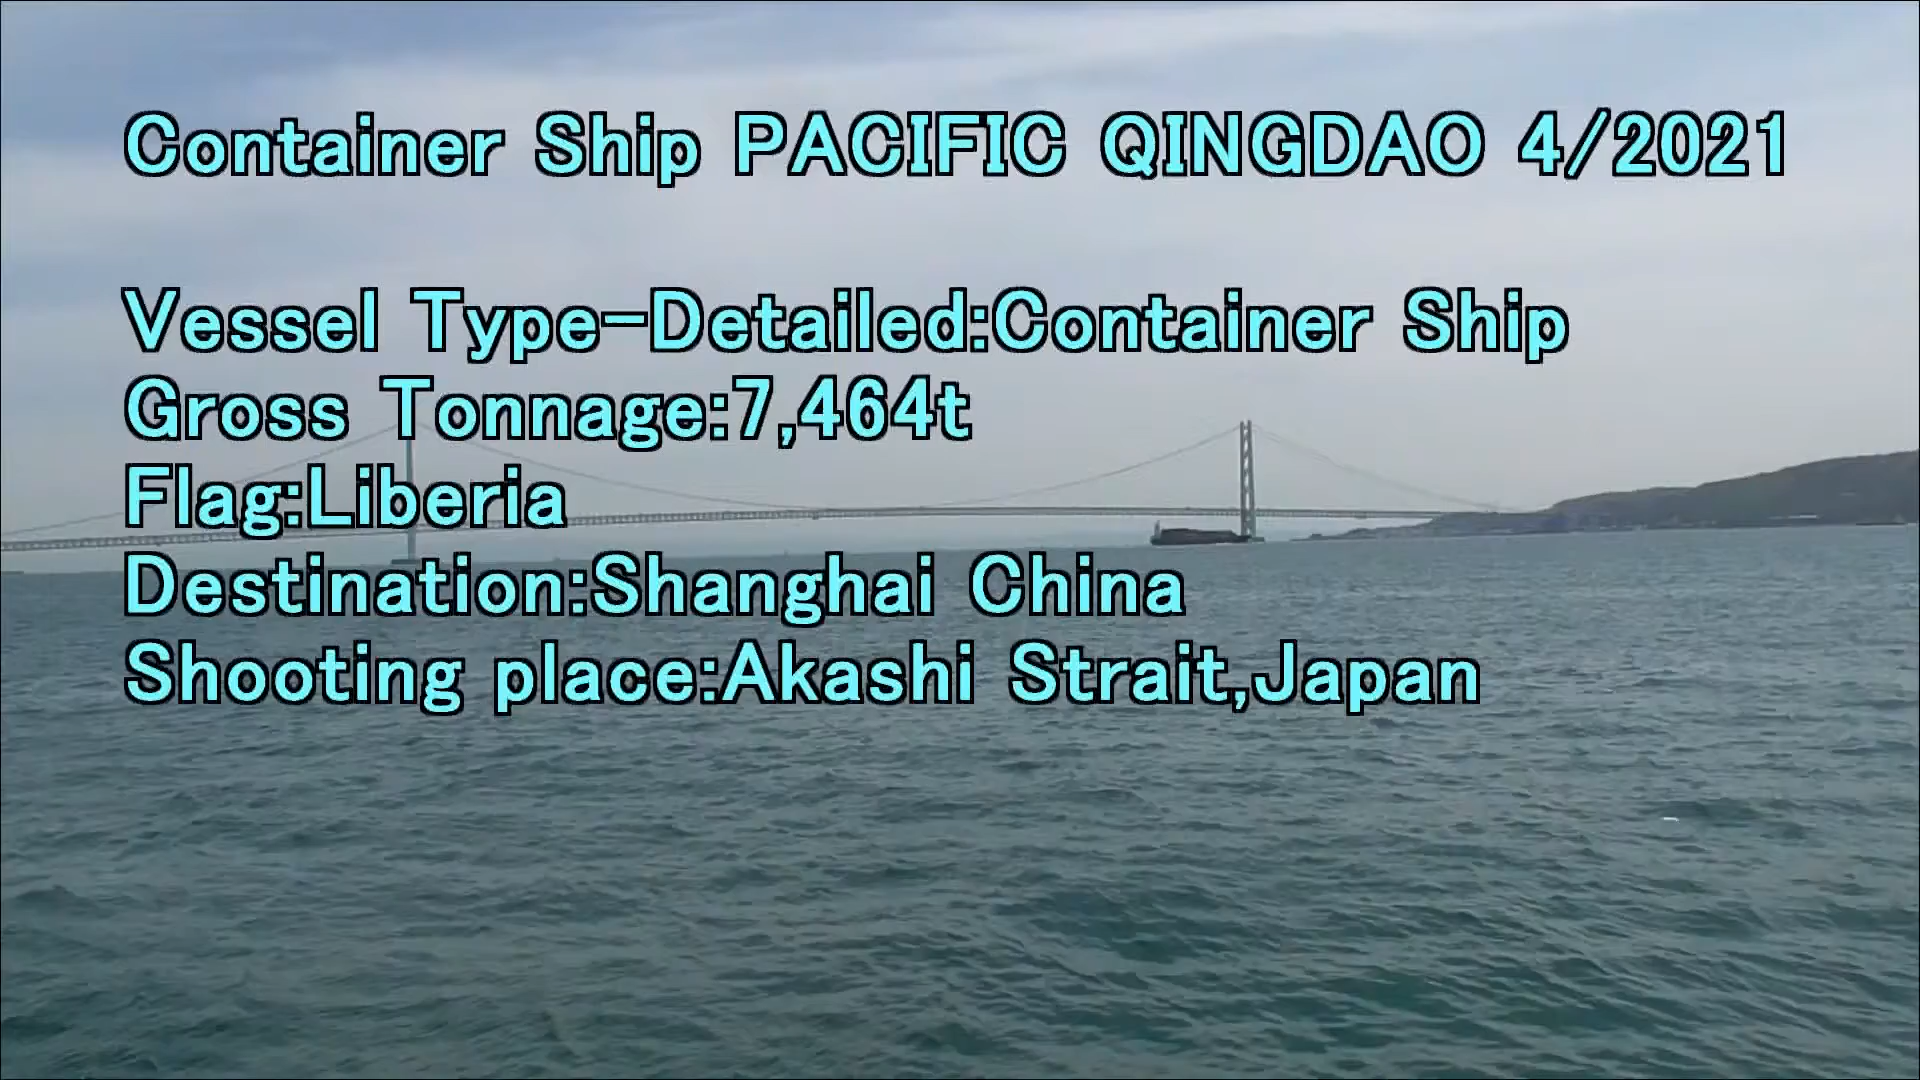 Container Ship PACIFIC QINGDAO 4/2021
Vessel Type-Detailed:Container Ship
Gross Tonnage:7,464t
Flag:Liberia
Destination:Shanghai China
Shooting place:Akashi Strait,Japan